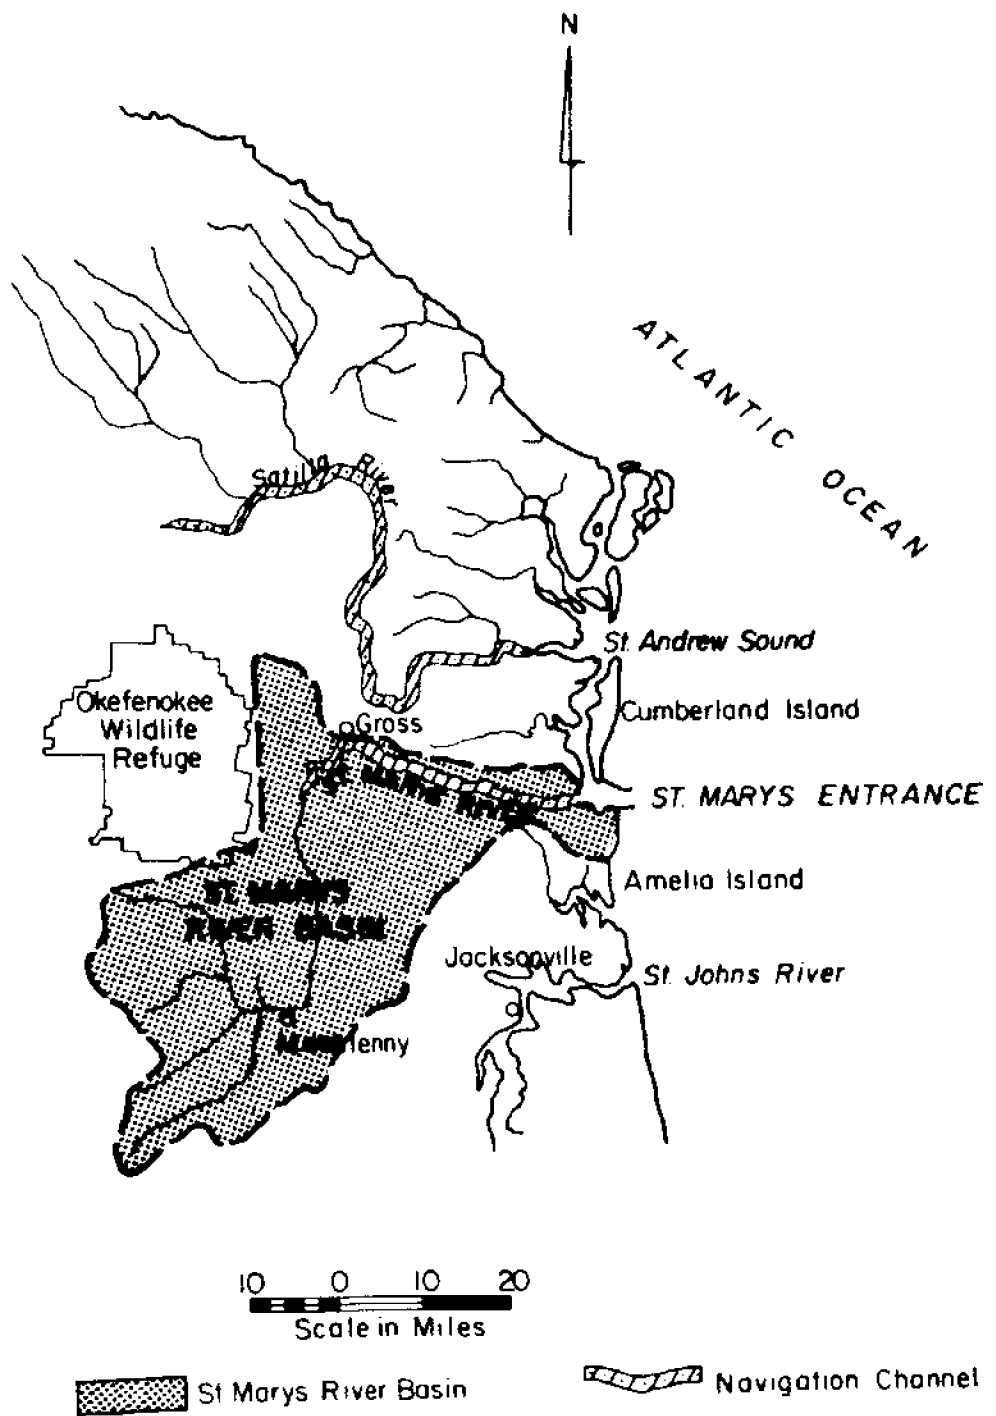 N
ATLANTIC OCEAN
Satilla River
St. Andrew Sound
Okefenokee
Wildlife
Refuge
Cumberland Island
Gross
ST. MARYS ENTRANCE
RIVER
Amelia Island
ST. MARYS
RIVER BASIN
Jacksonville
St. Johns River
10 0 10 20
Scale in Miles
St Marys River Basin
Navigation Channel